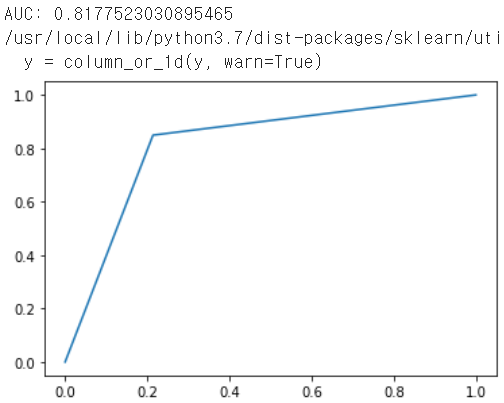 AUC: 0.8177523030895465
/usr/local/lib/python3.7/dist-packages/sklearn/uti
y = column_or_1d(y, warn=True)
1.0
0.8
0.6
0.4
0.2
0.0
0.0 0.2 0.4 0.6 0.8 1.0